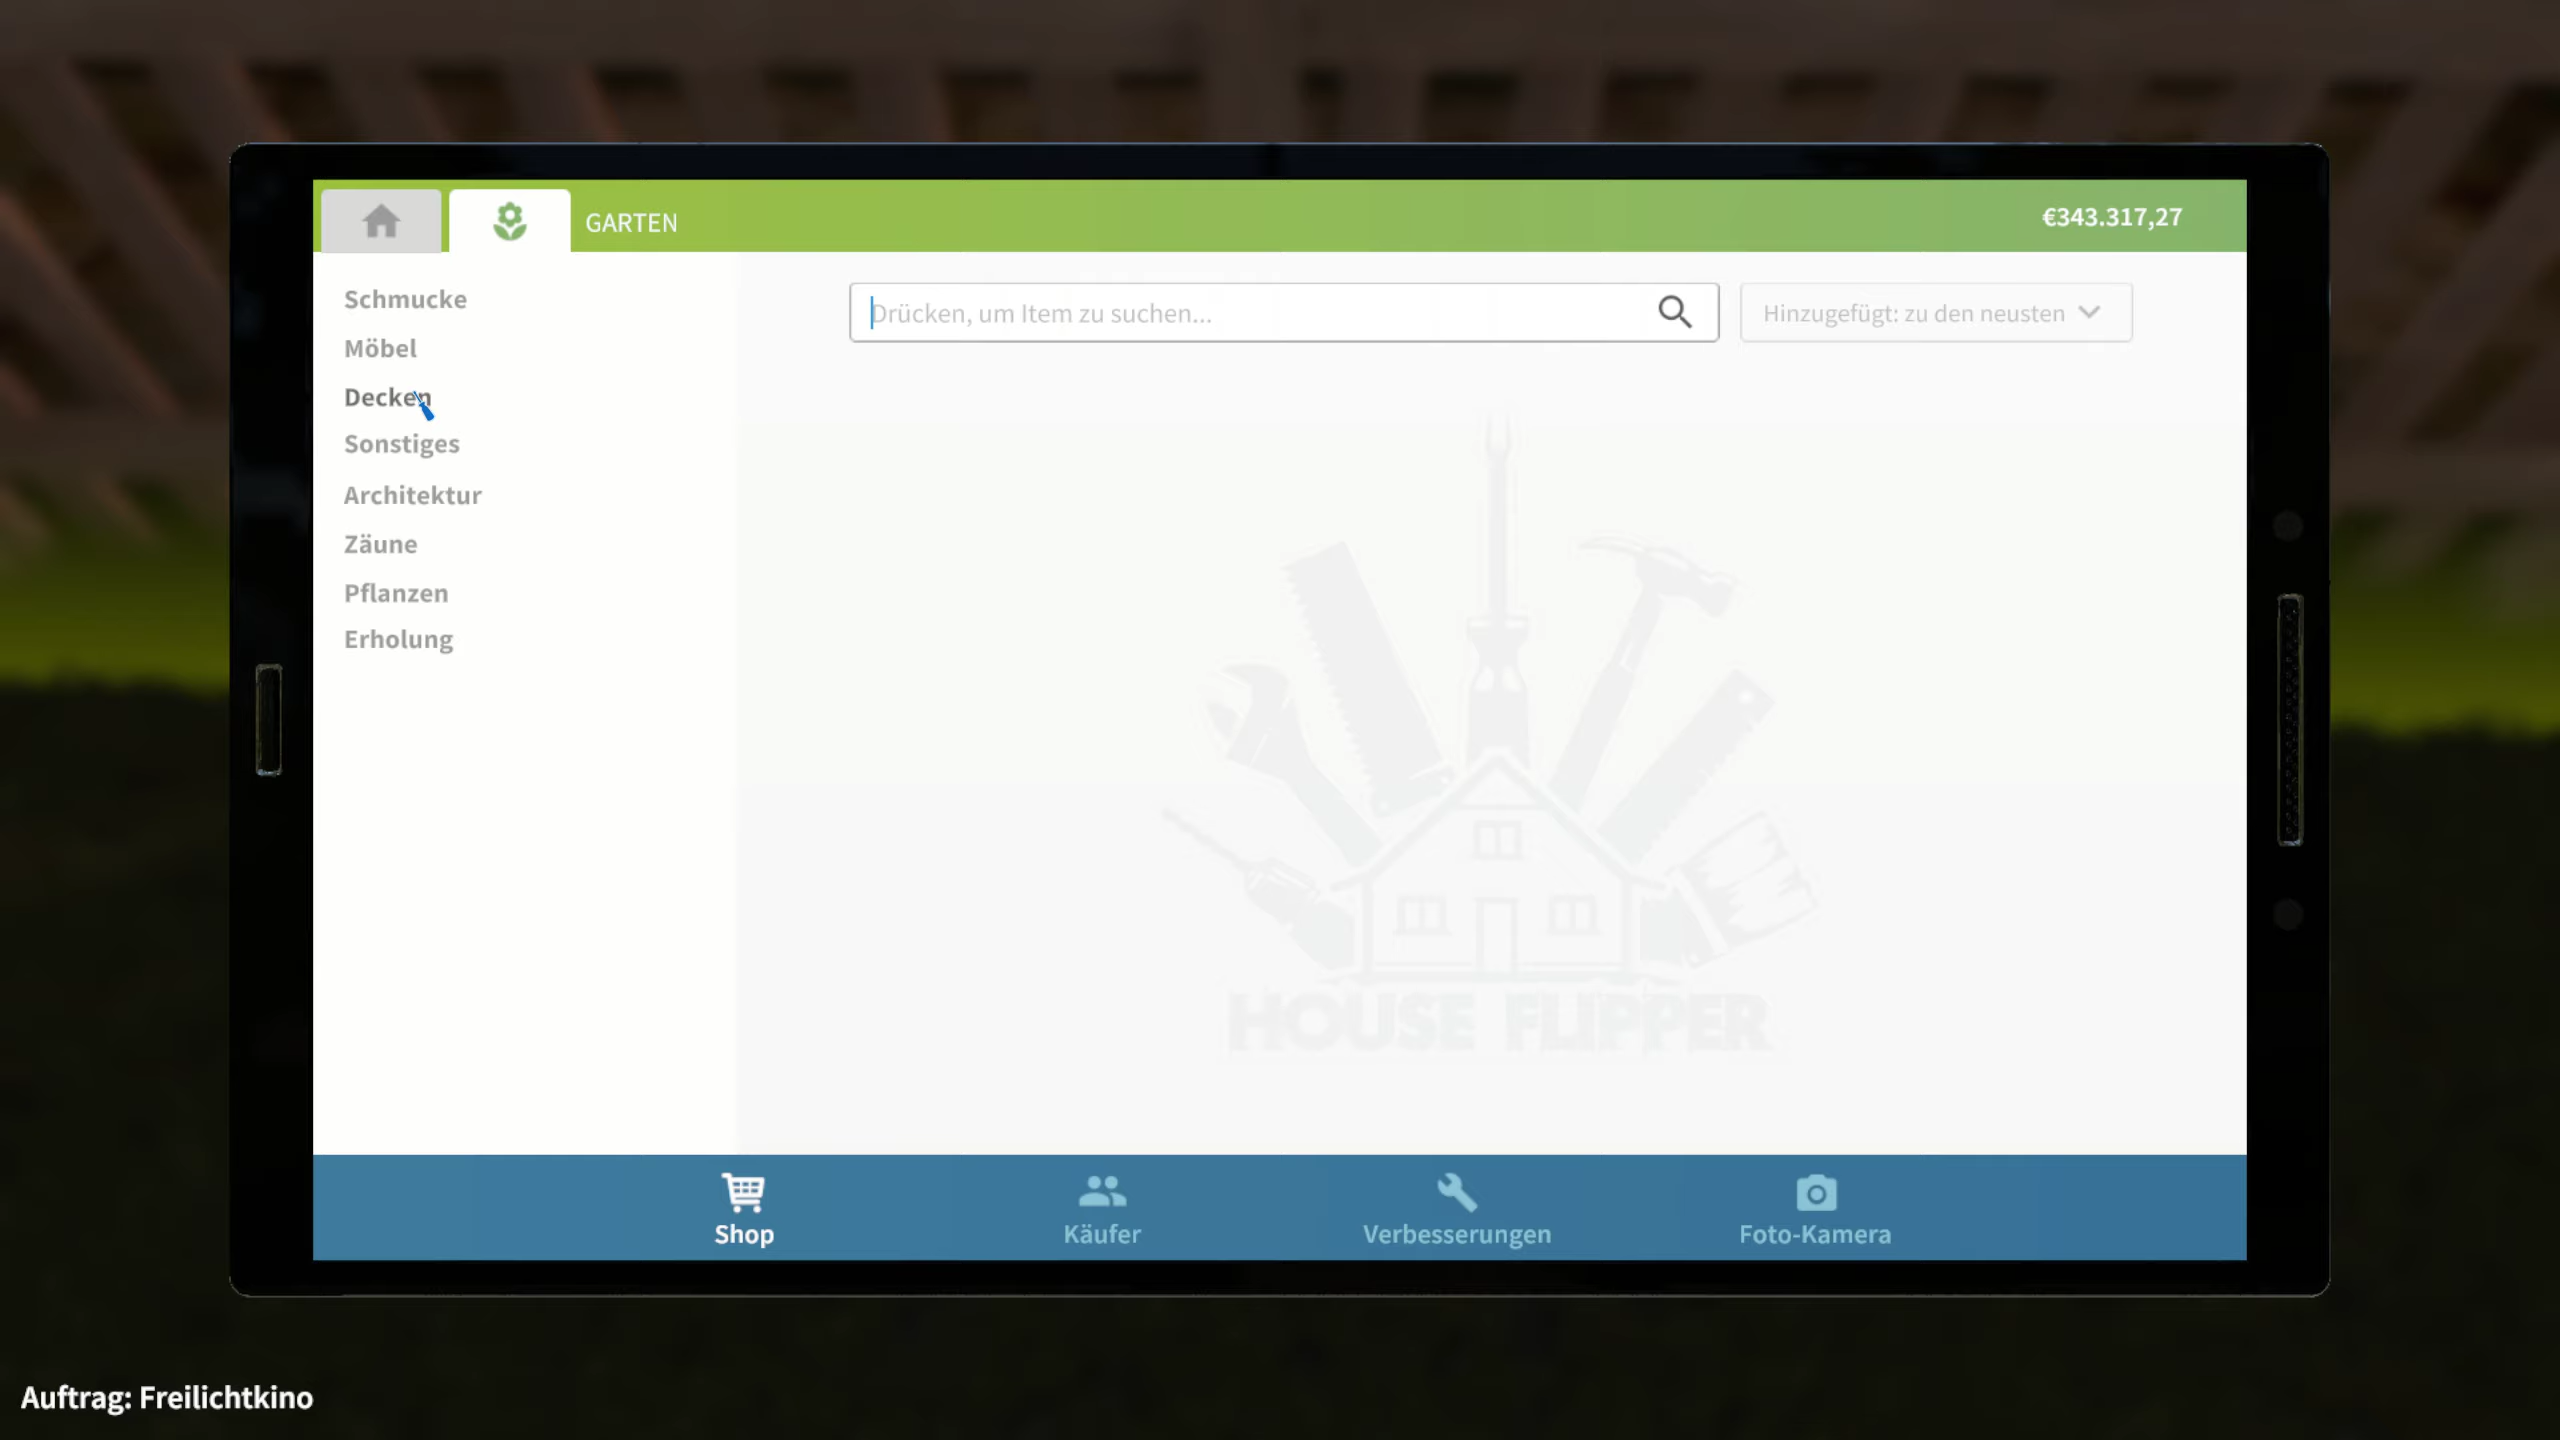 GARTEN
€343.317,27
Schmucke
Möbel
Decken
Sonstiges
Architektur
Zäune
Pflanzen
Erholung
Drücken, um Item zu suchen...
Hinzugefügt: zu den neusten
HOUSE FLIPPER
Shop
Käufer
Verbesserungen
Foto-Kamera
Auftrag: Freilichtkino